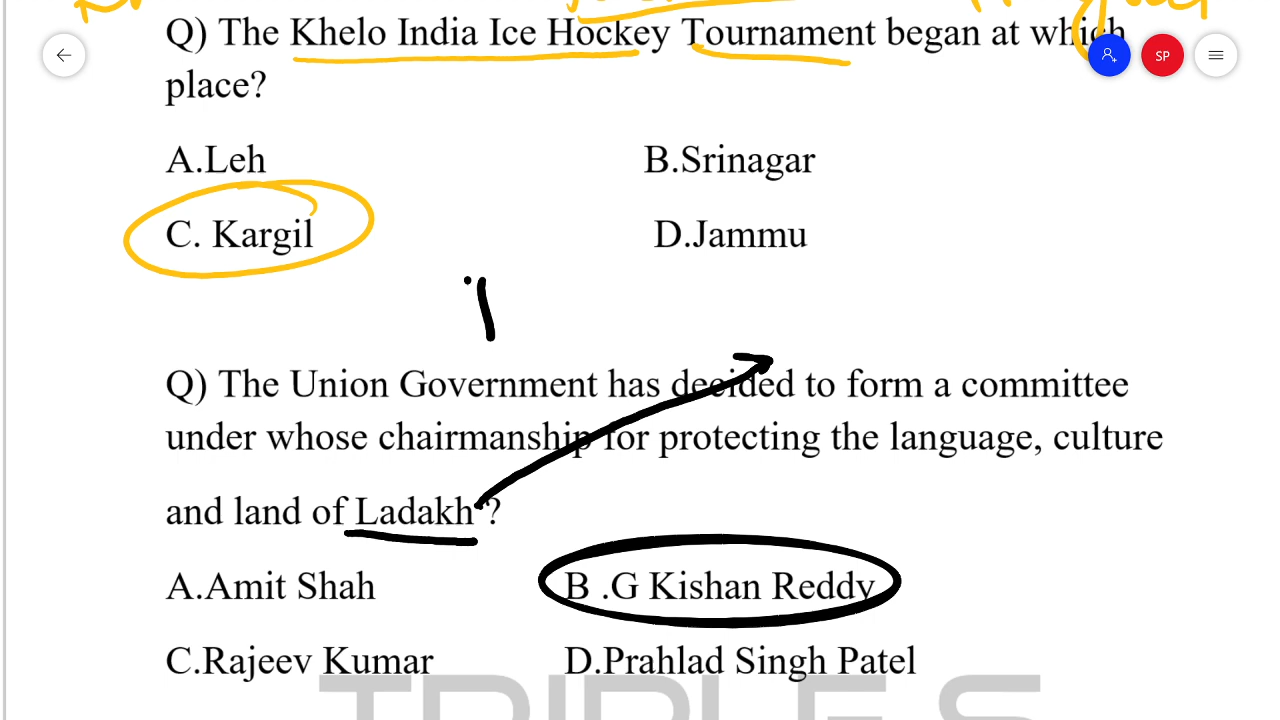 Q) The Khelo India Ice Hockey Tournament began at which
place?
A.Leh B.Srinagar
C. Kargil D.Jammu
Q) The Union Government has decided to form a committee
under whose chairmanship for protecting the language, culture
and land of Ladakh ?
A.Amit Shah B .G Kishan Reddy
C.Rajeev Kumar D.Prahlad Singh Patel
TRIPLE S
SP